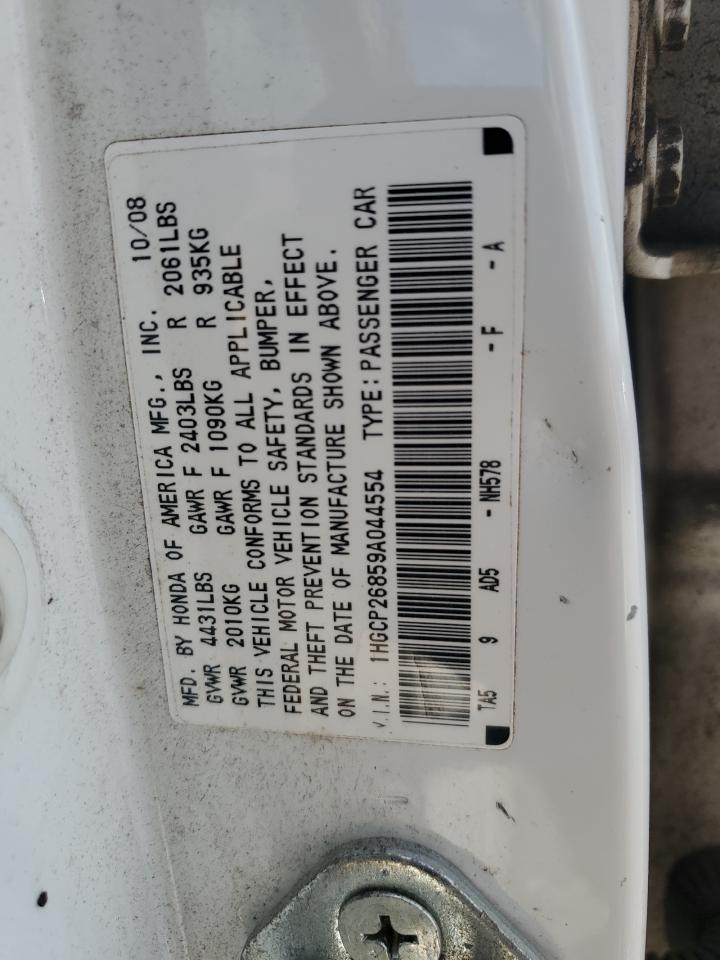 MFD. BY HONDA OF AMERICA MFG., INC. 10/08
GVWR 4431LBS GAWR F 2403LBS R 2061LBS
GVWR 2010KG GAWR F 1090KG R 935KG
THIS VEHICLE CONFORMS TO ALL APPLICABLE
FEDERAL MOTOR VEHICLE SAFETY, BUMPER,
AND THEFT PREVENTION STANDARDS IN EFFECT
ON THE DATE OF MANUFACTURE SHOWN ABOVE.
V.I.N.: 1HGCP26859A044554 TYPE:PASSENGER CAR
TA5 9 AD5 - NH578 - F - A